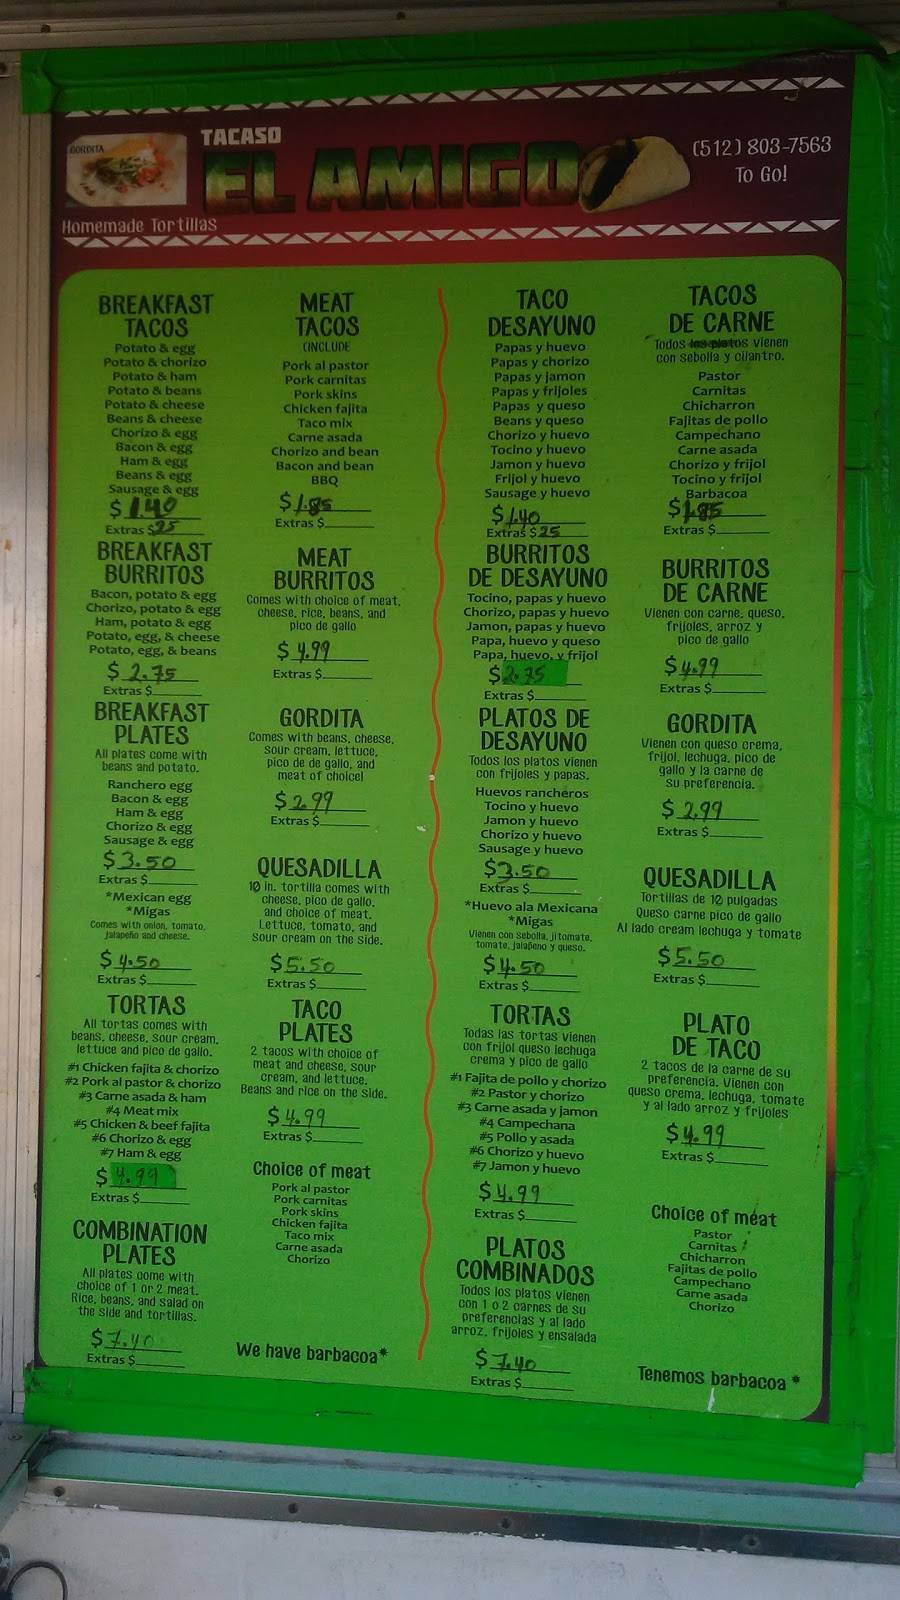 GORDITA
TACASO
EL AMIGO
(512) 803-7563
To Go!
Homemade Tortillas
BREAKFAST
TACOS
Potato & egg
Potato & chorizo
Potato & ham
Potato & beans
Potato & cheese
Beans & cheese
Chorizo & egg
Bacon & egg
Ham & egg
Beans & egg
Sausage & egg
$ 1.40
Extras $ 25
BREAKFAST
BURRITOS
Bacon, potato & egg
Chorizo, potato & egg
Ham, potato & egg
Potato, egg, & cheese
Potato, egg, & beans
$ 2.75
Extras $
BREAKFAST
PLATES
All plates come with
beans and potato.
Ranchero egg
Bacon & egg
Ham & egg
Chorizo & egg
Sausage & egg
$ 3.50
Extras $
*Mexican egg
*Migas
Comes with onion, tomato,
jalapeño and cheese.
$ 4.50
Extras $
TORTAS
All tortas comes with
beans, cheese, sour cream,
lettuce and pico de gallo.
#1 Chicken fajita & chorizo
#2 Pork al pastor & chorizo
#3 Carne asada & ham
#4 Meat mix
#5 Chicken & beef fajita
#6 Chorizo & egg
#7 Ham & egg
$ 4.99
Extras $
COMBINATION
PLATES
All plates come with
choice of 1 or 2 meat.
Rice, beans, and salad on
the side and tortillas.
$ 7.40
Extras $
MEAT
TACOS
(INCLUDE
Pork al pastor
Pork carnitas
Pork skins
Chicken fajita
Taco mix
Carne asada
Chorizo and bean
Bacon and bean
BBQ
$ 1.85
Extras $
MEAT
BURRITOS
Comes with choice of meat,
cheese, rice, beans, and
pico de gallo
$ 4.99
Extras $
GORDITA
Comes with beans, cheese,
sour cream, lettuce,
pico de de gallo, and
meat of choice!
$ 2.99
Extras $
QUESADILLA
10 in. tortilla comes with
cheese, pico de gallo,
and choice of meat.
Lettuce, tomato, and
sour cream on the side.
$ 5.50
Extras $
TACO
PLATES
2 tacos with choice of
meat and cheese, sour
cream, and lettuce.
Beans and rice on the side.
$ 4.99
Extras $
Choice of meat
Pork al pastor
Pork carnitas
Pork skins
Chicken fajita
Taco mix
Carne asada
Chorizo
We have barbacoa*
TACO
DESAYUNO
Papas y huevo
Papas y chorizo
Papas y jamon
Papas y frijoles
Papas y queso
Beans y queso
Chorizo y huevo
Tocino y huevo
Jamon y huevo
Frijol y huevo
Sausage y huevo
$ 1.40
Extras $ 25
BURRITOS
DE DESAYUNO
Tocino, papas y huevo
Chorizo, papas y huevo
Jamon, papas y huevo
Papa, huevo y queso
Papa, huevo, y frijol
$ 2.75
Extras $
PLATOS DE
DESAYUNO
Todos los platos vienen
con frijoles y papas.
Huevos rancheros
Tocino y huevo
Jamon y huevo
Chorizo y huevo
Sausage y huevo
$ 3.50
Extras $
*Huevo ala Mexicana
*Migas
Vienen con sebolla, jitomate,
tomate, jalapeno y queso.
$ 4.50
Extras $
TORTAS
Todas las tortas vienen
con frijol queso lechuga
crema y pico de gallo
#1 Fajita de pollo y chorizo
#2 Pastor y chorizo
#3 Carne asada y jamon
#4 Campechana
#5 Pollo y asada
#6 Chorizo y huevo
#7 Jamon y huevo
$ 4.99
Extras $
PLATOS
COMBINADOS
Todos los platos vienen
con 1 o 2 carnes de su
preferencias y al lado
arroz, frijoles y ensalada
$ 7.40
Extras $
TACOS
DE CARNE
Todos los platos vienen
con sebolla y cilantro.
Pastor
Carnitas
Chicharron
Fajitas de pollo
Campechano
Carne asada
Chorizo y frijol
Tocino y frijol
Barbacoa
$ 1.85
Extras $
BURRITOS
DE CARNE
Vienen con carne, queso,
frijoles, arroz y
pico de gallo
$ 4.99
Extras $
GORDITA
Vienen con queso crema,
frijol, lechuga, pico de
gallo y la carne de
su preferencia.
$ 2.99
Extras $
QUESADILLA
Tortillas de 10 pulgadas
Queso carne pico de gallo
Al lado cream lechuga y tomate
$ 5.50
Extras $
PLATO
DE TACO
2 tacos de la carne de su
preferencia. Vienen con
queso crema, lechuga, tomate
y al lado arroz y frijoles
$ 4.99
Extras $
Choice of meat
Pastor
Carnitas
Chicharron
Fajitas de pollo
Campechano
Carne asada
Chorizo
Tenemos barbacoa *